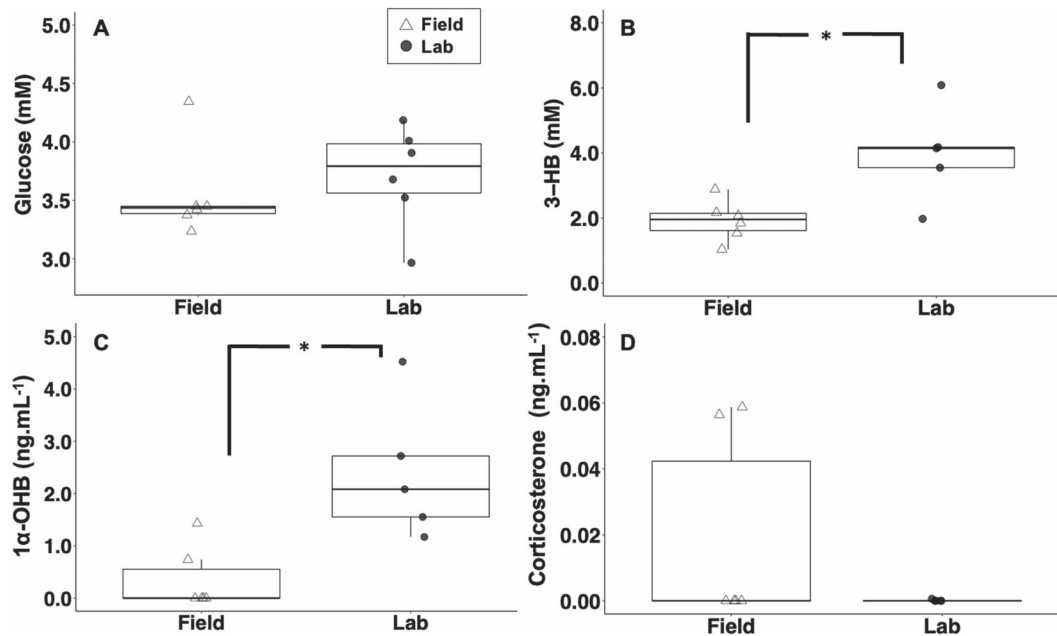 A
Field
Lab
Glucose (mM)
5.0
4.5
4.0
3.5
3.0
Field Lab
B
*
3–HB (mM)
8.0
6.0
4.0
2.0
0.0
Field Lab
C
*
1α-OHB (ng.mL⁻¹)
5.0
4.0
3.0
2.0
1.0
0.0
Field Lab
D
Corticosterone (ng.mL⁻¹)
0.08
0.06
0.04
0.02
0.00
Field Lab